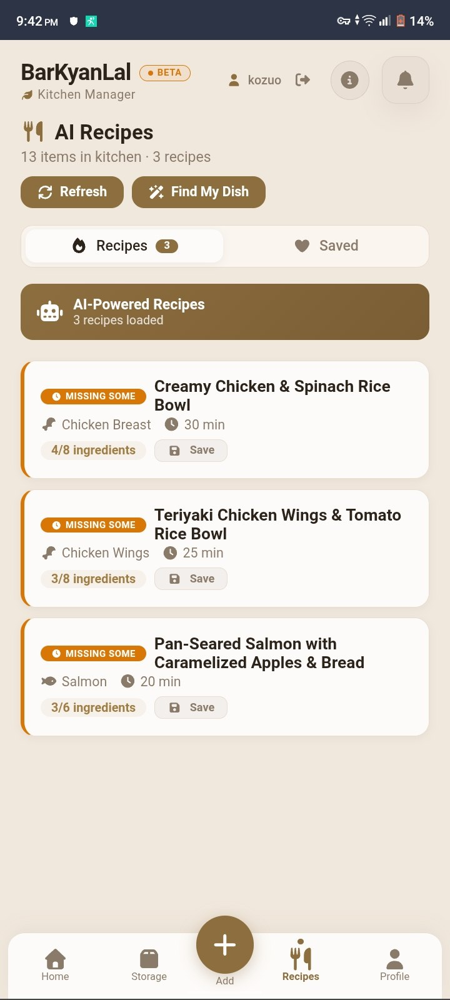 9:42 PM
14%
BarKyanLal
BETA
Kitchen Manager
kozuo
AI Recipes
13 items in kitchen · 3 recipes
Refresh
Find My Dish
Recipes 3
Saved
AI-Powered Recipes
3 recipes loaded
MISSING SOME
Creamy Chicken & Spinach Rice
Bowl
Chicken Breast 30 min
4/8 ingredients Save
MISSING SOME
Teriyaki Chicken Wings & Tomato
Rice Bowl
Chicken Wings 25 min
3/8 ingredients Save
MISSING SOME
Pan-Seared Salmon with
Caramelized Apples & Bread
Salmon 20 min
3/6 ingredients Save
Home
Storage
Add
Recipes
Profile